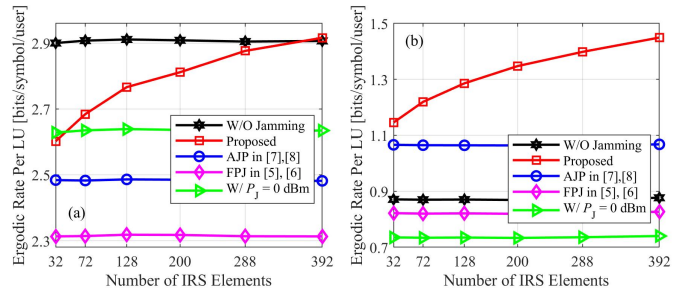 Ergodic Rate Per LU [bits/symbol/user]
2.9
2.7
2.5
2.3
(a)
W/O Jamming
Proposed
AJP in [7],[8]
FPJ in [5], [6]
W/ P_J = 0 dBm
32 72 128 200 288 392
Number of IRS Elements
Ergodic Rate Per LU [bits/symbol/user]
1.5
1.3
1.1
0.9
0.7
(b)
W/O Jamming
Proposed
AJP in [7],[8]
FPJ in [5], [6]
W/ P_J = 0 dBm
32 72 128 200 288 392
Number of IRS Elements